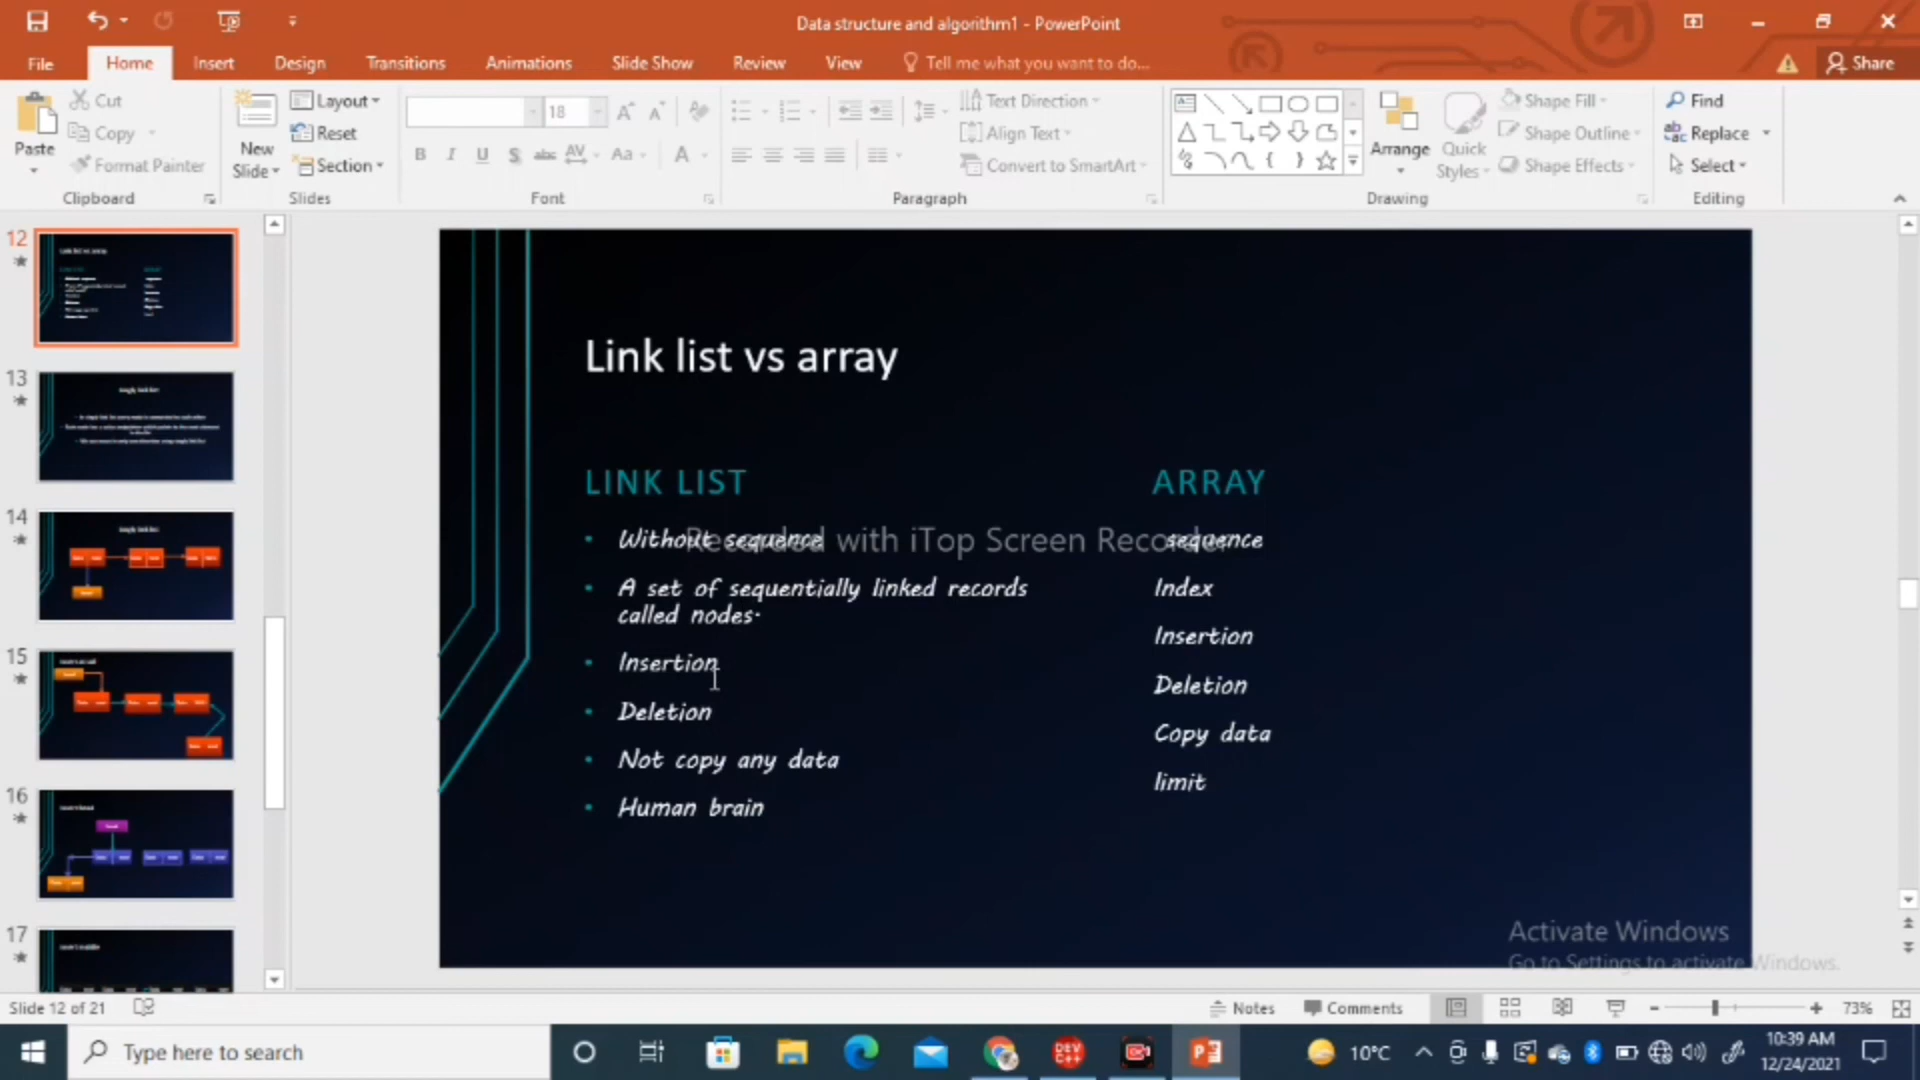 Data structure and algorithm1 - PowerPoint
File Home Insert Design Transitions Animations Slide Show Review View Tell me what you want to do... Share
Cut
Copy
Format Painter
Paste
Clipboard
New Slide
Layout
Reset
Section
Slides
18
B I U S abc AV Aa A
Font
Text Direction
Align Text
Convert to SmartArt
Paragraph
Arrange
Quick Styles
Shape Fill
Shape Outline
Shape Effects
Drawing
Find
Replace
Select
Editing
12
13
14
15
16
17
Link list vs array
LINK LIST
Without sequence
A set of sequentially linked records
called nodes.
Insertion
Deletion
Not copy any data
Human brain
ARRAY
sequence
Index
Insertion
Deletion
Copy data
limit
Recorded with iTop Screen Recorder
Activate Windows
Go to Settings to activate Windows.
Slide 12 of 21
Notes Comments 73%
Type here to search
DEV C++
10°C
10:39 AM
12/24/2021